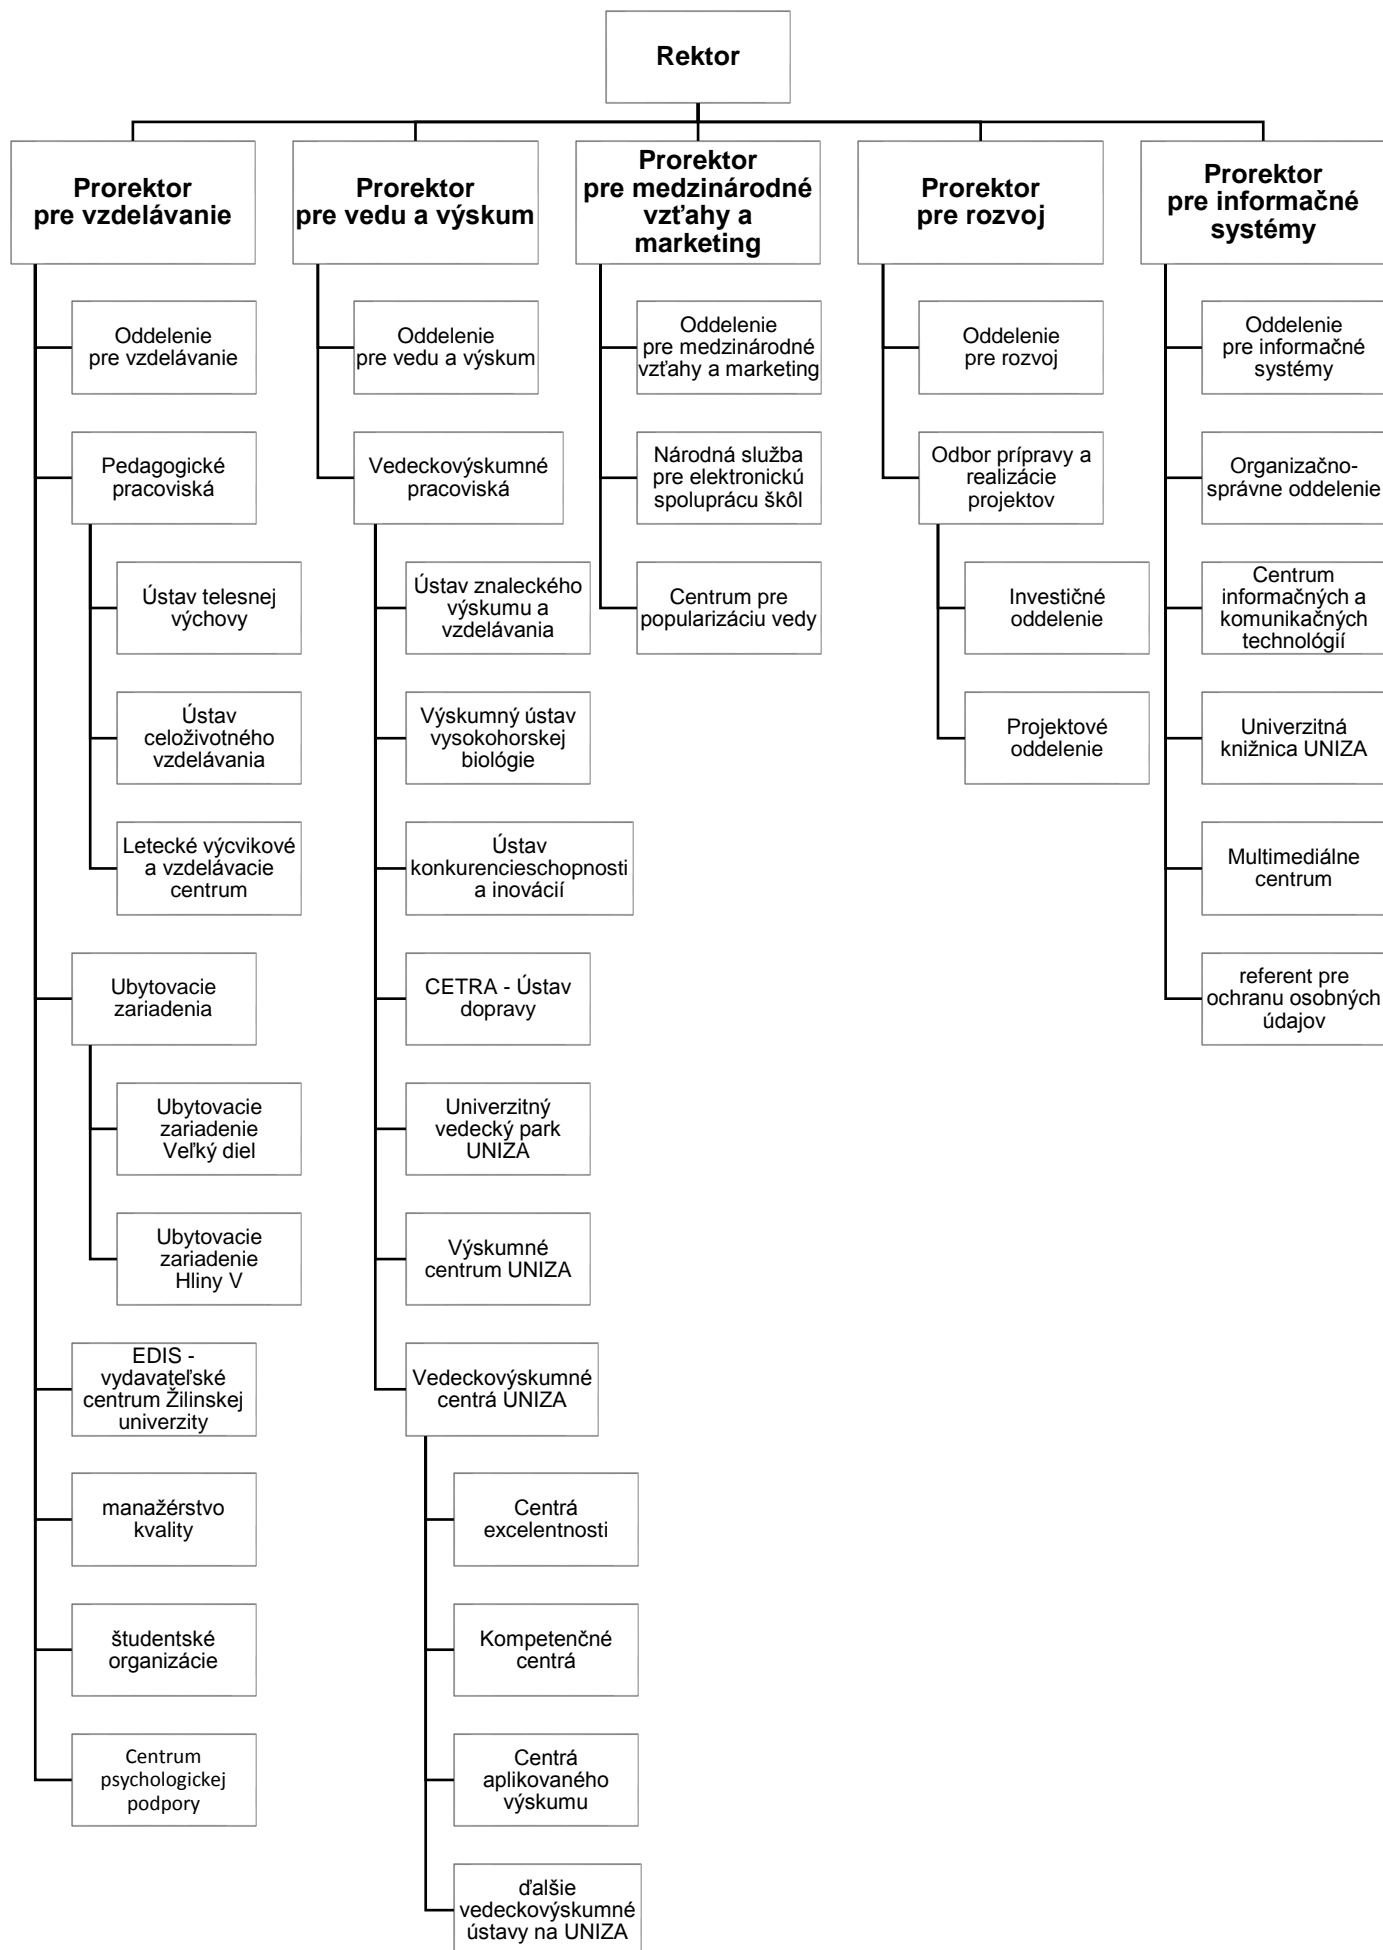 Rektor
Prorektor
pre vzdelávanie
Oddelenie
pre vzdelávanie
Pedagogické
pracoviská
Ústav telesnej
výchovy
Ústav
celoživotného
vzdelávania
Letecké výcvikové
a vzdelávacie
centrum
Ubytovacie
zariadenia
Ubytovacie
zariadenie
Veľký diel
Ubytovacie
zariadenie
Hliny V
EDIS -
vydavateľské
centrum Žilinskej
univerzity
manažérstvo
kvality
študentské
organizácie
Centrum
psychologickej
podpory
Prorektor
pre vedu a výskum
Oddelenie
pre vedu a výskum
Vedeckovýskumné
pracoviská
Ústav znaleckého
výskumu a
vzdelávania
Výskumný ústav
vysokohorskej
biológie
Ústav
konkurencieschopnosti
a inovácií
CETRA - Ústav
dopravy
Univerzitný
vedecký park
UNIZA
Výskumné
centrum UNIZA
Vedeckovýskumné
centrá UNIZA
Centrá
excelentnosti
Kompetenčné
centrá
Centrá
aplikovaného
výskumu
ďalšie
vedeckovýskumné
ústavy na UNIZA
Prorektor
pre medzinárodné
vzťahy a
marketing
Oddelenie
pre medzinárodné
vzťahy a marketing
Národná služba
pre elektronickú
spoluprácu škôl
Centrum pre
popularizáciu vedy
Prorektor
pre rozvoj
Oddelenie
pre rozvoj
Odbor prípravy a
realizácie
projektov
Investičné
oddelenie
Projektové
oddelenie
Prorektor
pre informačné
systémy
Oddelenie
pre informačné
systémy
Organizačno-
správne oddelenie
Centrum
informačných a
komunikačných
technológií
Univerzitná
knižnica UNIZA
Multimediálne
centrum
referent pre
ochranu osobných
údajov